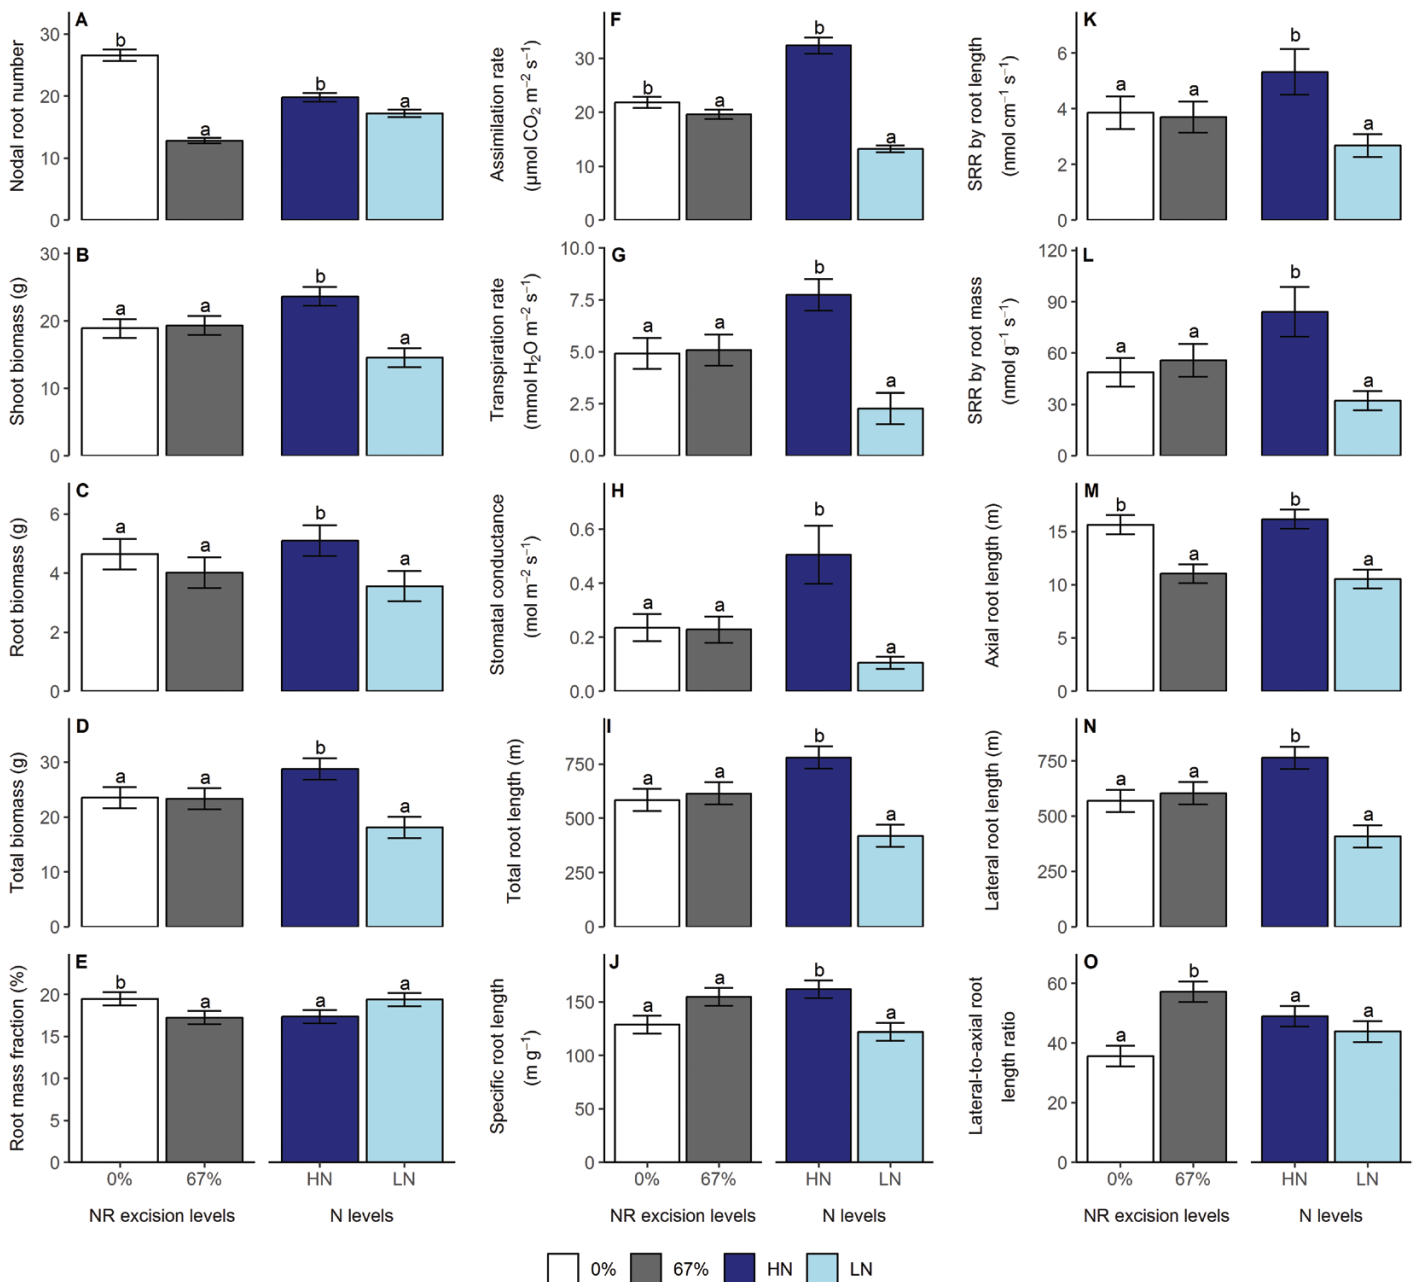 A
Nodal root number
30
20
10
0
b
a
b
a
B
Shoot biomass (g)
30
20
10
0
a
a
b
a
C
Root biomass (g)
6
4
2
0
a
a
b
a
D
Total biomass (g)
30
20
10
0
a
a
b
a
E
Root mass fraction (%)
20
15
10
5
0
b
a
a
a
0%
67%
HN
LN
NR excision levels
N levels
F
Assimilation rate
(μmol CO₂ m⁻² s⁻¹)
30
20
10
0
b
a
b
a
G
Transpiration rate
(mmol H₂O m⁻² s⁻¹)
10.0
7.5
5.0
2.5
0.0
a
a
b
a
H
Stomatal conductance
(mol m⁻² s⁻¹)
0.6
0.4
0.2
0.0
a
a
b
a
I
Total root length (m)
750
500
250
0
a
a
b
a
J
Specific root length
(m g⁻¹)
150
100
50
0
a
a
b
a
0%
67%
HN
LN
NR excision levels
N levels
K
SRR by root length
(nmol cm⁻¹ s⁻¹)
6
4
2
0
a
a
b
a
L
SRR by root mass
(nmol g⁻¹ s⁻¹)
120
90
60
30
0
a
a
b
a
M
Axial root length (m)
15
10
5
0
b
a
b
a
N
Lateral root length (m)
750
500
250
0
a
a
b
a
O
Lateral-to-axial root
length ratio
60
40
20
0
a
b
a
a
0%
67%
HN
LN
NR excision levels
N levels
0% 67% HN LN